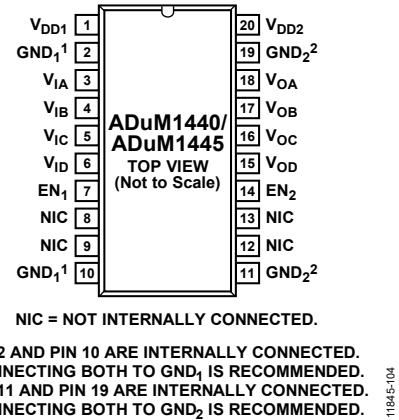 VDD1 1 20 VDD2
GND1¹ 2 19 GND2²
VIA 3 18 VOA
VIB 4 17 VOB
ADuM1440/
VIC 5 16 VOC
ADuM1445
VID 6 TOP VIEW 15 VOD
EN1 7 (Not to Scale) 14 EN2
NIC 8 13 NIC
NIC 9 12 NIC
GND1¹ 10 11 GND2²
NIC = NOT INTERNALLY CONNECTED.
2 AND PIN 10 ARE INTERNALLY CONNECTED.
NNECTING BOTH TO GND1 IS RECOMMENDED.
11 AND PIN 19 ARE INTERNALLY CONNECTED.
NNECTING BOTH TO GND2 IS RECOMMENDED.
11845-104